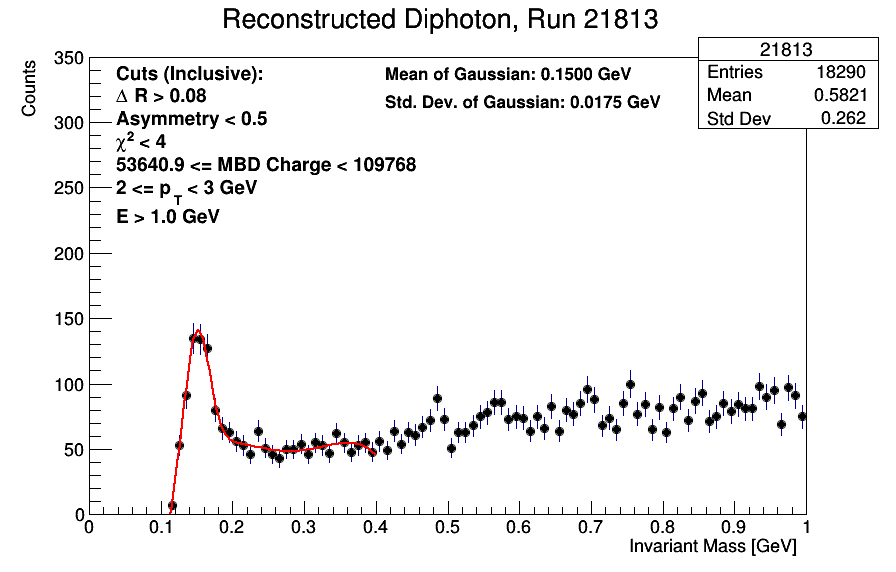 Reconstructed Diphoton, Run 21813
21813
Entries 18290
Mean 0.5821
Std Dev 0.262
Cuts (Inclusive):
Δ R > 0.08
Asymmetry < 0.5
χ² < 4
53640.9 <= MBD Charge < 109768
2 <= p_T < 3 GeV
E > 1.0 GeV
Mean of Gaussian: 0.1500 GeV
Std. Dev. of Gaussian: 0.0175 GeV
Counts
350
300
250
200
150
100
50
0
0 0.1 0.2 0.3 0.4 0.5 0.6 0.7 0.8 0.9 1
Invariant Mass [GeV]